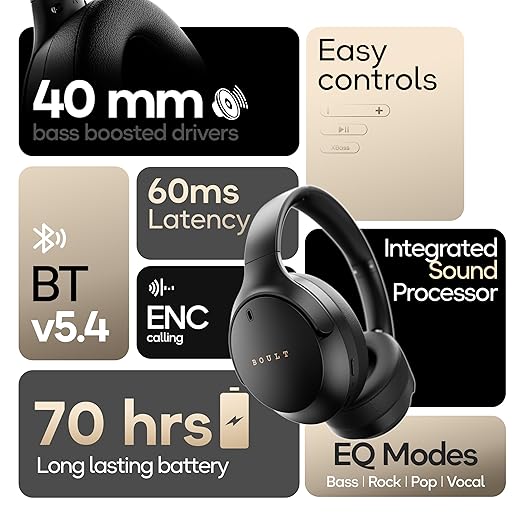 40 mm
bass boosted drivers
Easy
controls
+
XBass
60ms
Latency
BT
v5.4
ENC
calling
Integrated
Sound
Processor
BOULT
70 hrs
Long lasting battery
EQ Modes
Bass | Rock | Pop | Vocal